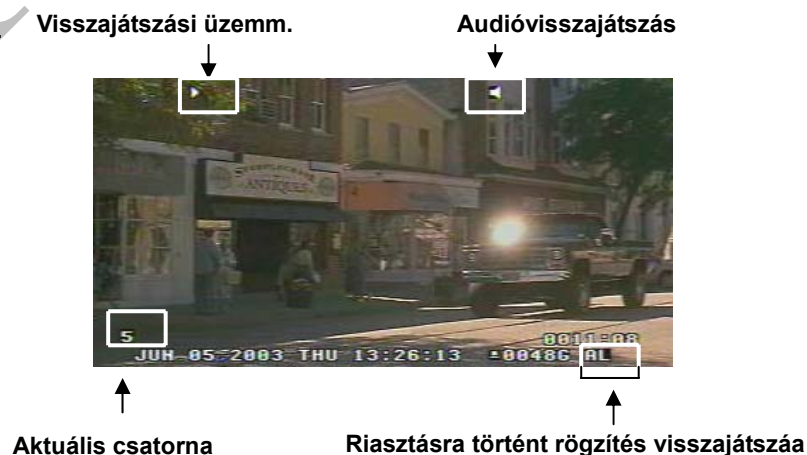 Visszajátszási üzemm.
Audióvisszajátszás
STEEPLECHASE
ANTIQUES
5
0011:08
JUN-05-2003 THU 13:26:13 00486 AL
Aktuális csatorna
Riasztásra történt rögzítés visszajátszáa